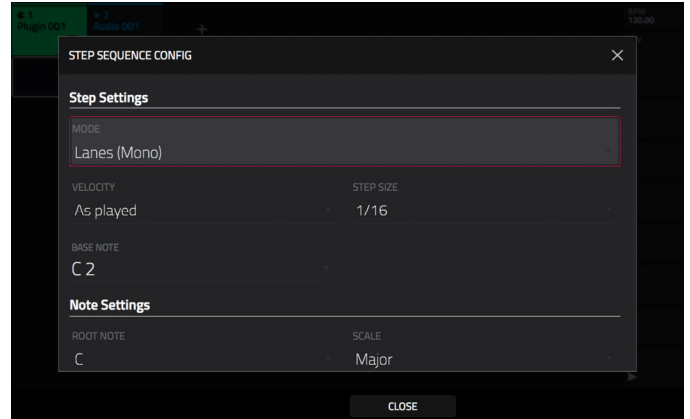 1
Plugin 001
2
Audio 001
+
BPM
120.00
STEP SEQUENCE CONFIG
Step Settings
MODE
Lanes (Mono)
VELOCITY
STEP SIZE
As played
1/16
BASE NOTE
C 2
Note Settings
ROOT NOTE
SCALE
C
Major
CLOSE